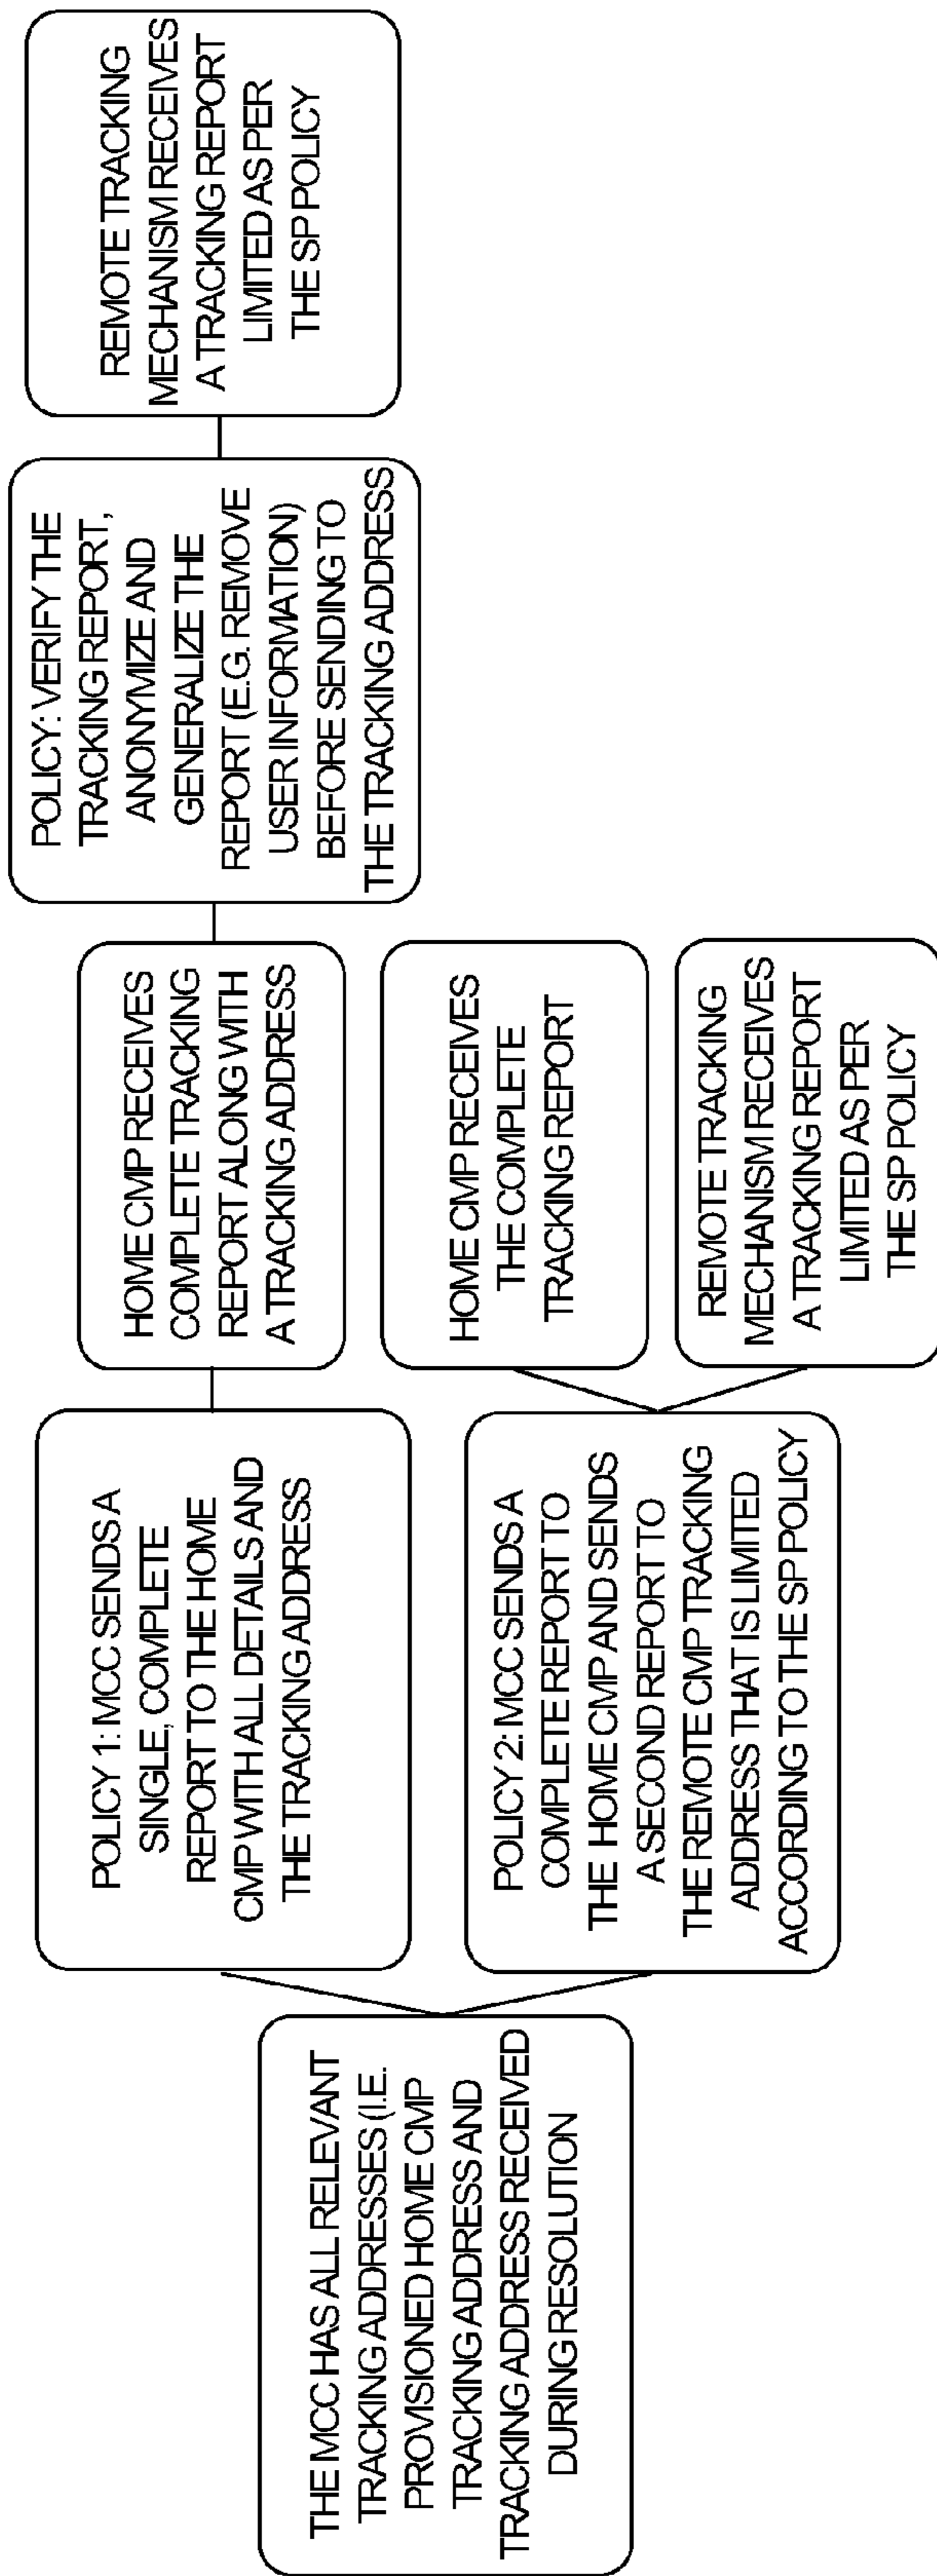 THE MCC HAS ALL RELEVANT
TRACKING ADDRESSES (I.E.
PROVISIONED HOME CMP
TRACKING ADDRESS AND
TRACKING ADDRESS RECEIVED
DURING RESOLUTION
POLICY 1: MCC SENDS A
SINGLE, COMPLETE
REPORT TO THE HOME
CMP WITH ALL DETAILS AND
THE TRACKING ADDRESS
HOME CMP RECEIVES
COMPLETE TRACKING
REPORT ALONG WITH
A TRACKING ADDRESS
POLICY: VERIFY THE
TRACKING REPORT,
ANONYMIZE AND
GENERALIZE THE
REPORT (E.G. REMOVE
USER INFORMATION)
BEFORE SENDING TO
THE TRACKING ADDRESS
REMOTE TRACKING
MECHANISM RECEIVES
A TRACKING REPORT
LIMITED AS PER
THE SP POLICY
POLICY 2: MCC SENDS A
COMPLETE REPORT TO
THE HOME CMP AND SENDS
A SECOND REPORT TO
THE REMOTE CMP TRACKING
ADDRESS THAT IS LIMITED
ACCORDING TO THE SP POLICY
HOME CMP RECEIVES
THE COMPLETE
TRACKING REPORT
REMOTE TRACKING
MECHANISM RECEIVES
A TRACKING REPORT
LIMITED AS PER
THE SP POLICY